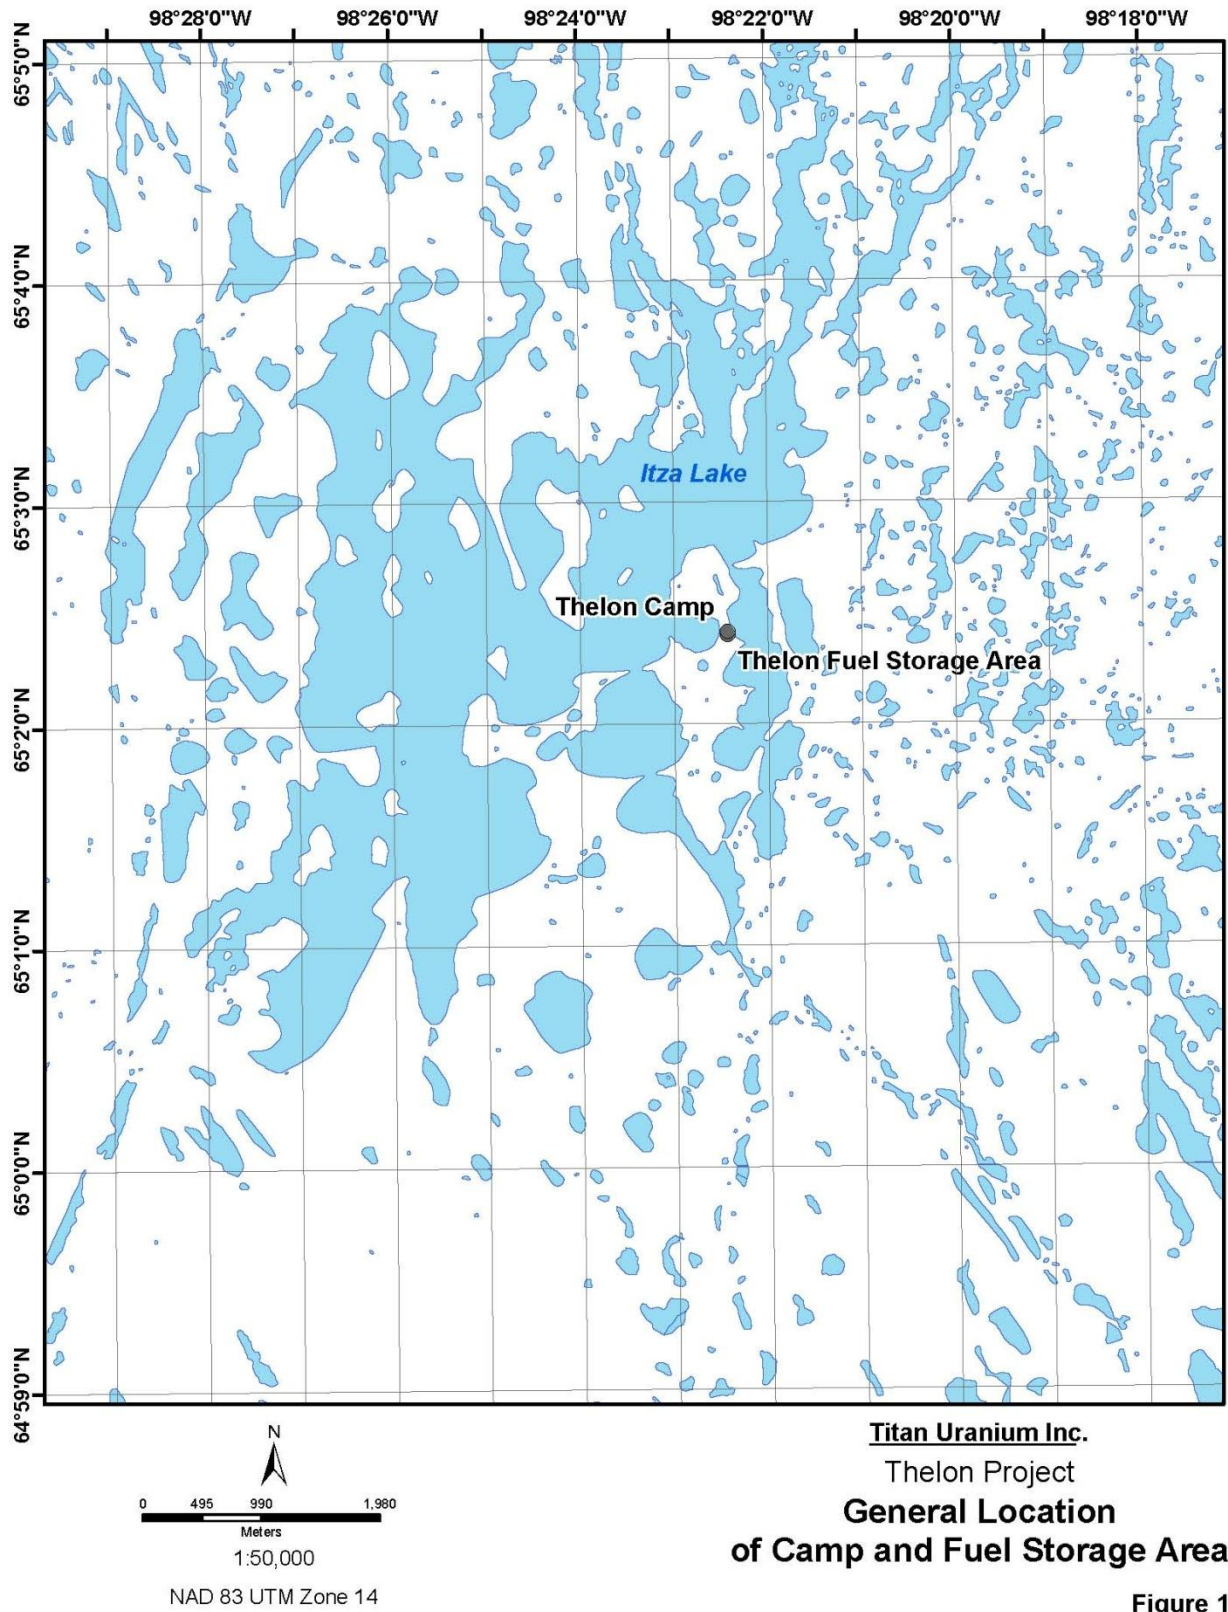 98°28'0"W 98°26'0"W 98°24'0"W 98°22'0"W 98°20'0"W 98°18'0"W
65°5'0"N
65°4'0"N
65°3'0"N
65°2'0"N
65°1'0"N
65°0'0"N
64°59'0"N
Itza Lake
Thelon Camp
Thelon Fuel Storage Area
N
0 495 990 1,980
Meters
1:50,000
NAD 83 UTM Zone 14
Titan Uranium Inc.
Thelon Project
General Location
of Camp and Fuel Storage Area
Figure 1